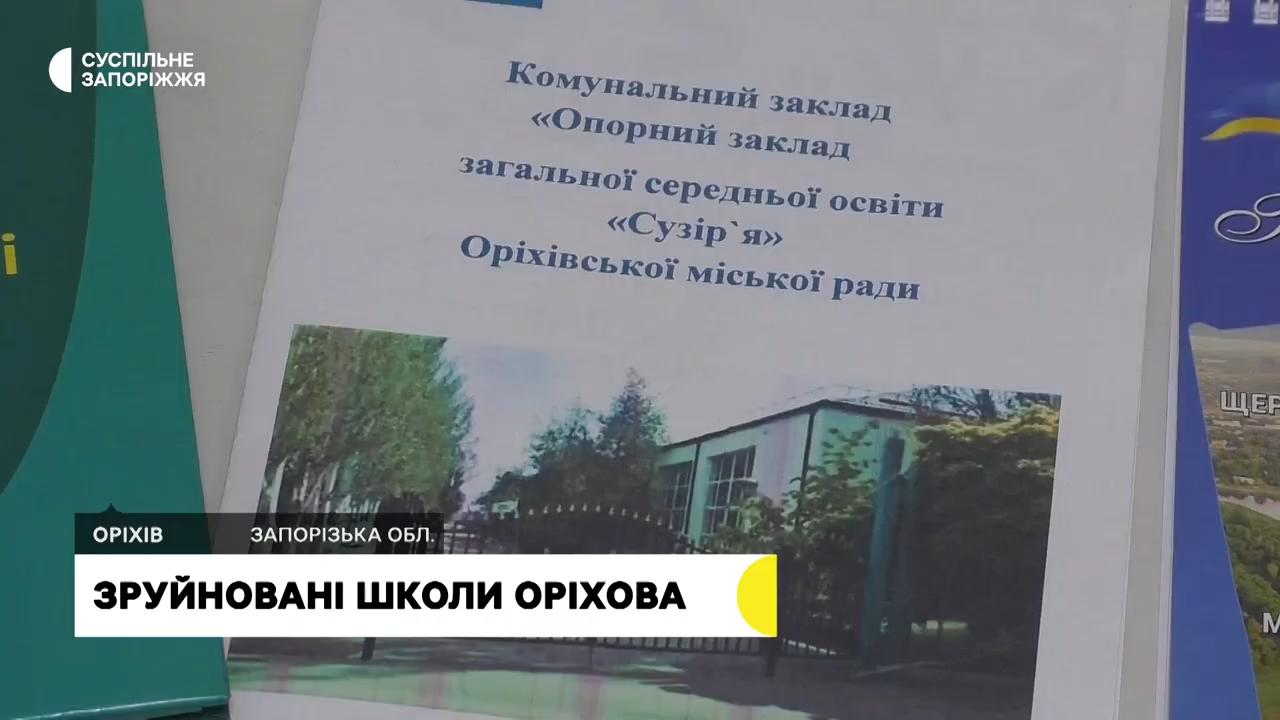 СУСПІЛЬНЕ
ЗАПОРІЖЖЯ
Комунальний заклад
«Опорний заклад
загальної середньої освіти
«Сузір`я»
Оріхівської міської ради
ОРІХІВ
ЗАПОРІЗЬКА ОБЛ.
ЗРУЙНОВАНІ ШКОЛИ ОРІХОВА